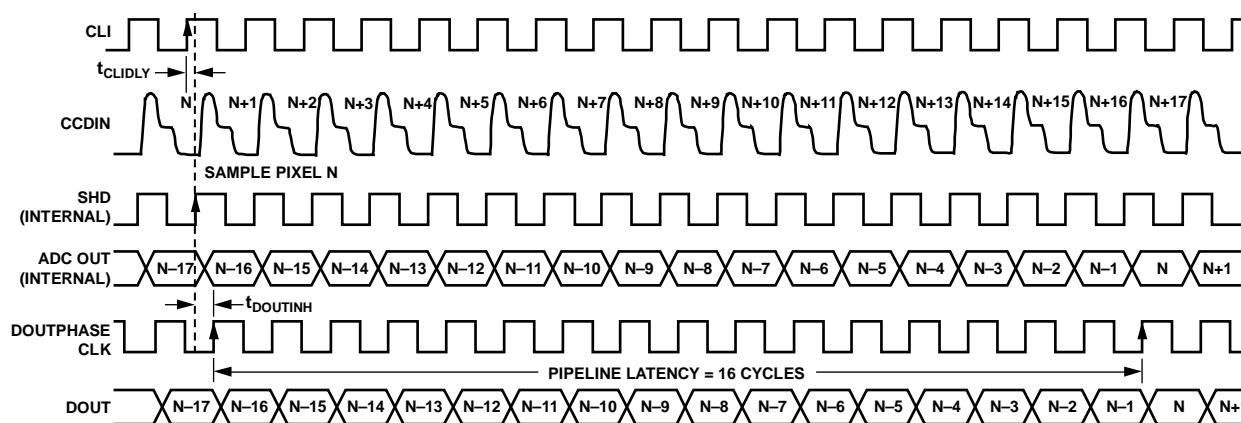 CLI
tCLIDLY
CCDIN
N N+1 N+2 N+3 N+4 N+5 N+6 N+7 N+8 N+9 N+10 N+11 N+12 N+13 N+14 N+15 N+16 N+17
SAMPLE PIXEL N
SHD
(INTERNAL)
ADC OUT
(INTERNAL)
N–17 N–16 N–15 N–14 N–13 N–12 N–11 N–10 N–9 N–8 N–7 N–6 N–5 N–4 N–3 N–2 N–1 N N+1
tDOUTINH
DOUTPHASE
CLK
PIPELINE LATENCY = 16 CYCLES
DOUT
N–17 N–16 N–15 N–14 N–13 N–12 N–11 N–10 N–9 N–8 N–7 N–6 N–5 N–4 N–3 N–2 N–1 N N+